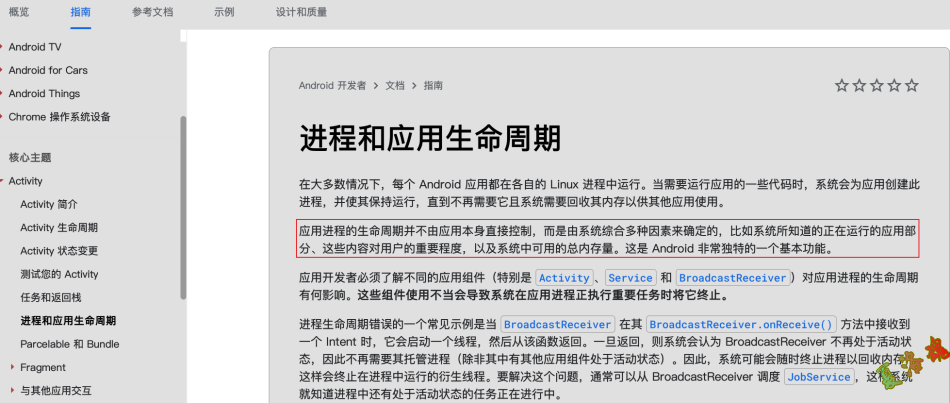 概览 指南 参考文档 示例 设计和质量
Android TV
Android for Cars
Android Things
Chrome 操作系统设备
核心主题
Activity
Activity 简介
Activity 生命周期
Activity 状态变更
测试您的 Activity
任务和返回栈
进程和应用生命周期
Parcelable 和 Bundle
Fragment
与其他应用交互
Android 开发者 > 文档 > 指南
进程和应用生命周期
在大多数情况下，每个 Android 应用都在各自的 Linux 进程中运行。当需要运行应用的一些代码时，系统会为应用创建此
进程，并使其保持运行，直到不再需要它且系统需要回收其内存以供其他应用使用。
应用进程的生命周期并不由应用本身直接控制，而是由系统综合多种因素来确定的，比如系统所知道的正在运行的应用部
分、这些内容对用户的重要程度，以及系统中可用的总内存量。这是 Android 非常独特的一个基本功能。
应用开发者必须了解不同的应用组件（特别是 Activity、Service 和 BroadcastReceiver）对应用进程的生命周期
有何影响。这些组件使用不当会导致系统在应用进程正执行重要任务时将它终止。
进程生命周期错误的一个常见示例是当 BroadcastReceiver 在其 BroadcastReceiver.onReceive() 方法中接收到
一个 Intent 时，它会启动一个线程，然后从该函数返回。一旦返回，则系统会认为 BroadcastReceiver 不再处于活动状
态，因此不再需要其托管进程（除非其中有其他应用组件处于活动状态）。因此，系统可能会随时终止进程以回收内存，
这样会终止在进程中运行的衍生线程。要解决这个问题，通常可以从 BroadcastReceiver 调度 JobService，这样系统
就知道进程中还有处于活动状态的任务正在进行中。